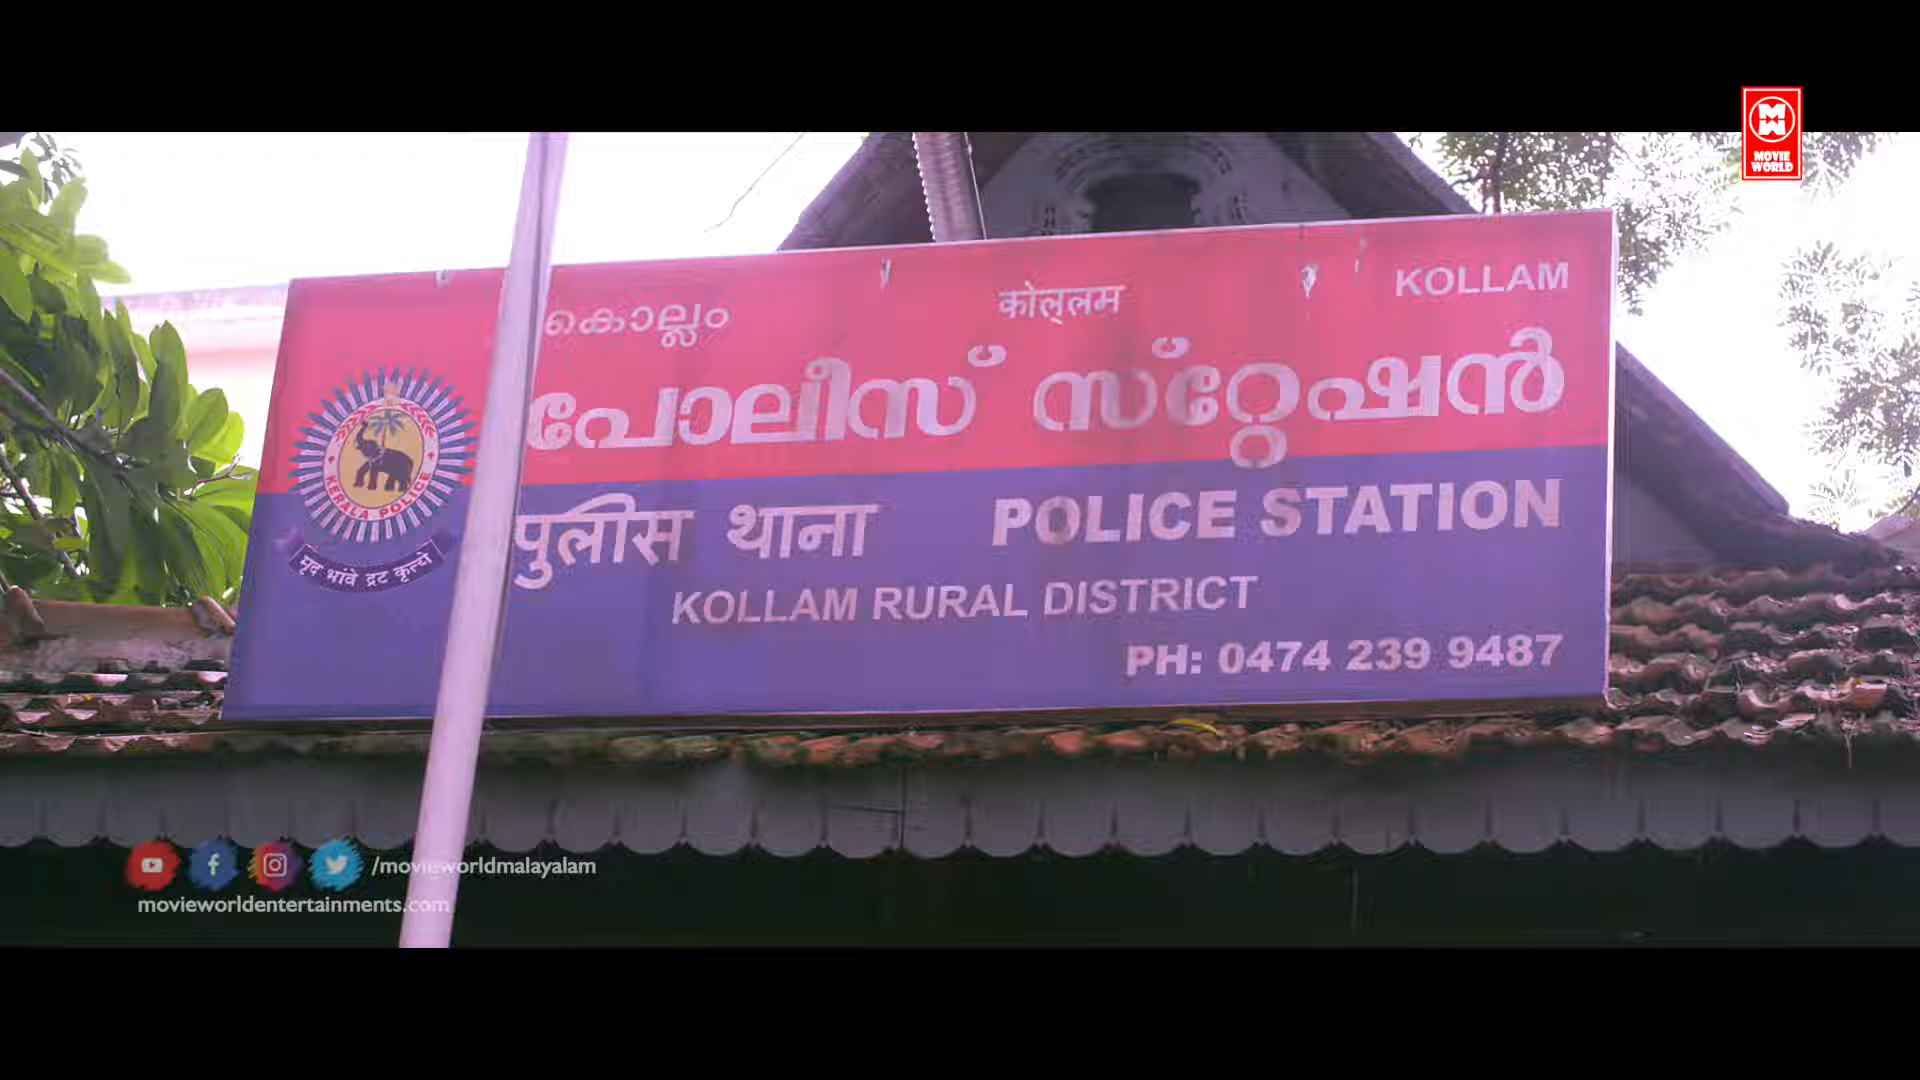 MOVIE
WORLD
കൊല്ലം कोल्लम KOLLAM
പോലീസ് സ്റ്റേഷൻ
पुलीस थाना POLICE STATION
KOLLAM RURAL DISTRICT
PH: 0474 239 9487
KERALA POLICE
मृद भांवे द्रट कृत्ये
/movieworldmalayalam
movieworldentertainments.com